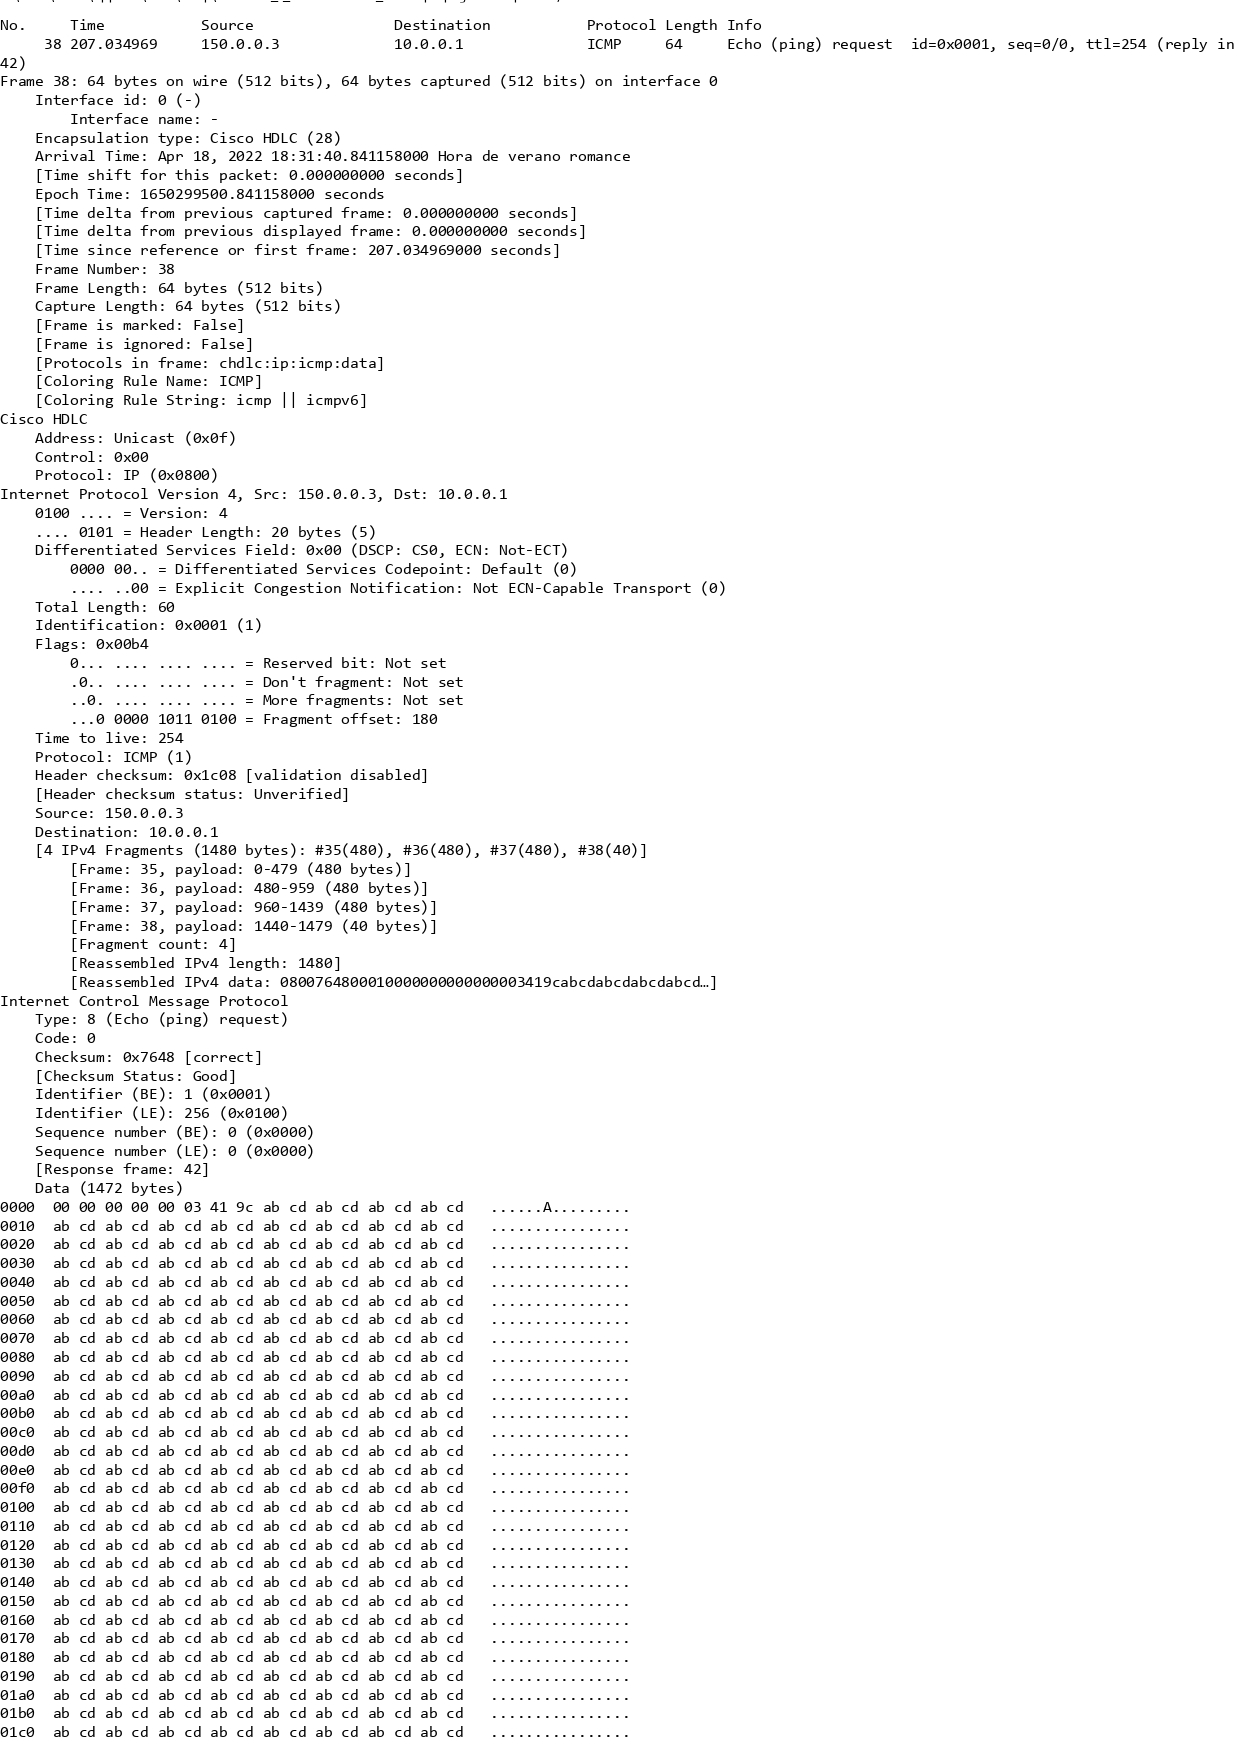 No.     Time           Source                Destination           Protocol Length Info
     38 207.034969     150.0.0.3             10.0.0.1              ICMP     64     Echo (ping) request  id=0x0001, seq=0/0, ttl=254 (reply in
42)
Frame 38: 64 bytes on wire (512 bits), 64 bytes captured (512 bits) on interface 0
    Interface id: 0 (-)
        Interface name: -
    Encapsulation type: Cisco HDLC (28)
    Arrival Time: Apr 18, 2022 18:31:40.841158000 Hora de verano romance
    [Time shift for this packet: 0.000000000 seconds]
    Epoch Time: 1650299500.841158000 seconds
    [Time delta from previous captured frame: 0.000000000 seconds]
    [Time delta from previous displayed frame: 0.000000000 seconds]
    [Time since reference or first frame: 207.034969000 seconds]
    Frame Number: 38
    Frame Length: 64 bytes (512 bits)
    Capture Length: 64 bytes (512 bits)
    [Frame is marked: False]
    [Frame is ignored: False]
    [Protocols in frame: chdlc:ip:icmp:data]
    [Coloring Rule Name: ICMP]
    [Coloring Rule String: icmp || icmpv6]
Cisco HDLC
    Address: Unicast (0x0f)
    Control: 0x00
    Protocol: IP (0x0800)
Internet Protocol Version 4, Src: 150.0.0.3, Dst: 10.0.0.1
    0100 .... = Version: 4
    .... 0101 = Header Length: 20 bytes (5)
    Differentiated Services Field: 0x00 (DSCP: CS0, ECN: Not-ECT)
        0000 00.. = Differentiated Services Codepoint: Default (0)
        .... ..00 = Explicit Congestion Notification: Not ECN-Capable Transport (0)
    Total Length: 60
    Identification: 0x0001 (1)
    Flags: 0x00b4
        0... .... .... .... = Reserved bit: Not set
        .0.. .... .... .... = Don't fragment: Not set
        ..0. .... .... .... = More fragments: Not set
        ...0 0000 1011 0100 = Fragment offset: 180
    Time to live: 254
    Protocol: ICMP (1)
    Header checksum: 0x1c08 [validation disabled]
    [Header checksum status: Unverified]
    Source: 150.0.0.3
    Destination: 10.0.0.1
    [4 IPv4 Fragments (1480 bytes): #35(480), #36(480), #37(480), #38(40)]
        [Frame: 35, payload: 0-479 (480 bytes)]
        [Frame: 36, payload: 480-959 (480 bytes)]
        [Frame: 37, payload: 960-1439 (480 bytes)]
        [Frame: 38, payload: 1440-1479 (40 bytes)]
        [Fragment count: 4]
        [Reassembled IPv4 length: 1480]
        [Reassembled IPv4 data: 08007648000100000000000000003419cabcdabcdabcdabcd…]
Internet Control Message Protocol
    Type: 8 (Echo (ping) request)
    Code: 0
    Checksum: 0x7648 [correct]
    [Checksum Status: Good]
    Identifier (BE): 1 (0x0001)
    Identifier (LE): 256 (0x0100)
    Sequence number (BE): 0 (0x0000)
    Sequence number (LE): 0 (0x0000)
    [Response frame: 42]
    Data (1472 bytes)
0000  00 00 00 00 00 03 41 9c ab cd ab cd ab cd ab cd   ......A.........
0010  ab cd ab cd ab cd ab cd ab cd ab cd ab cd ab cd   ................
0020  ab cd ab cd ab cd ab cd ab cd ab cd ab cd ab cd   ................
0030  ab cd ab cd ab cd ab cd ab cd ab cd ab cd ab cd   ................
0040  ab cd ab cd ab cd ab cd ab cd ab cd ab cd ab cd   ................
0050  ab cd ab cd ab cd ab cd ab cd ab cd ab cd ab cd   ................
0060  ab cd ab cd ab cd ab cd ab cd ab cd ab cd ab cd   ................
0070  ab cd ab cd ab cd ab cd ab cd ab cd ab cd ab cd   ................
0080  ab cd ab cd ab cd ab cd ab cd ab cd ab cd ab cd   ................
0090  ab cd ab cd ab cd ab cd ab cd ab cd ab cd ab cd   ................
00a0  ab cd ab cd ab cd ab cd ab cd ab cd ab cd ab cd   ................
00b0  ab cd ab cd ab cd ab cd ab cd ab cd ab cd ab cd   ................
00c0  ab cd ab cd ab cd ab cd ab cd ab cd ab cd ab cd   ................
00d0  ab cd ab cd ab cd ab cd ab cd ab cd ab cd ab cd   ................
00e0  ab cd ab cd ab cd ab cd ab cd ab cd ab cd ab cd   ................
00f0  ab cd ab cd ab cd ab cd ab cd ab cd ab cd ab cd   ................
0100  ab cd ab cd ab cd ab cd ab cd ab cd ab cd ab cd   ................
0110  ab cd ab cd ab cd ab cd ab cd ab cd ab cd ab cd   ................
0120  ab cd ab cd ab cd ab cd ab cd ab cd ab cd ab cd   ................
0130  ab cd ab cd ab cd ab cd ab cd ab cd ab cd ab cd   ................
0140  ab cd ab cd ab cd ab cd ab cd ab cd ab cd ab cd   ................
0150  ab cd ab cd ab cd ab cd ab cd ab cd ab cd ab cd   ................
0160  ab cd ab cd ab cd ab cd ab cd ab cd ab cd ab cd   ................
0170  ab cd ab cd ab cd ab cd ab cd ab cd ab cd ab cd   ................
0180  ab cd ab cd ab cd ab cd ab cd ab cd ab cd ab cd   ................
0190  ab cd ab cd ab cd ab cd ab cd ab cd ab cd ab cd   ................
01a0  ab cd ab cd ab cd ab cd ab cd ab cd ab cd ab cd   ................
01b0  ab cd ab cd ab cd ab cd ab cd ab cd ab cd ab cd   ................
01c0  ab cd ab cd ab cd ab cd ab cd ab cd ab cd ab cd   ................